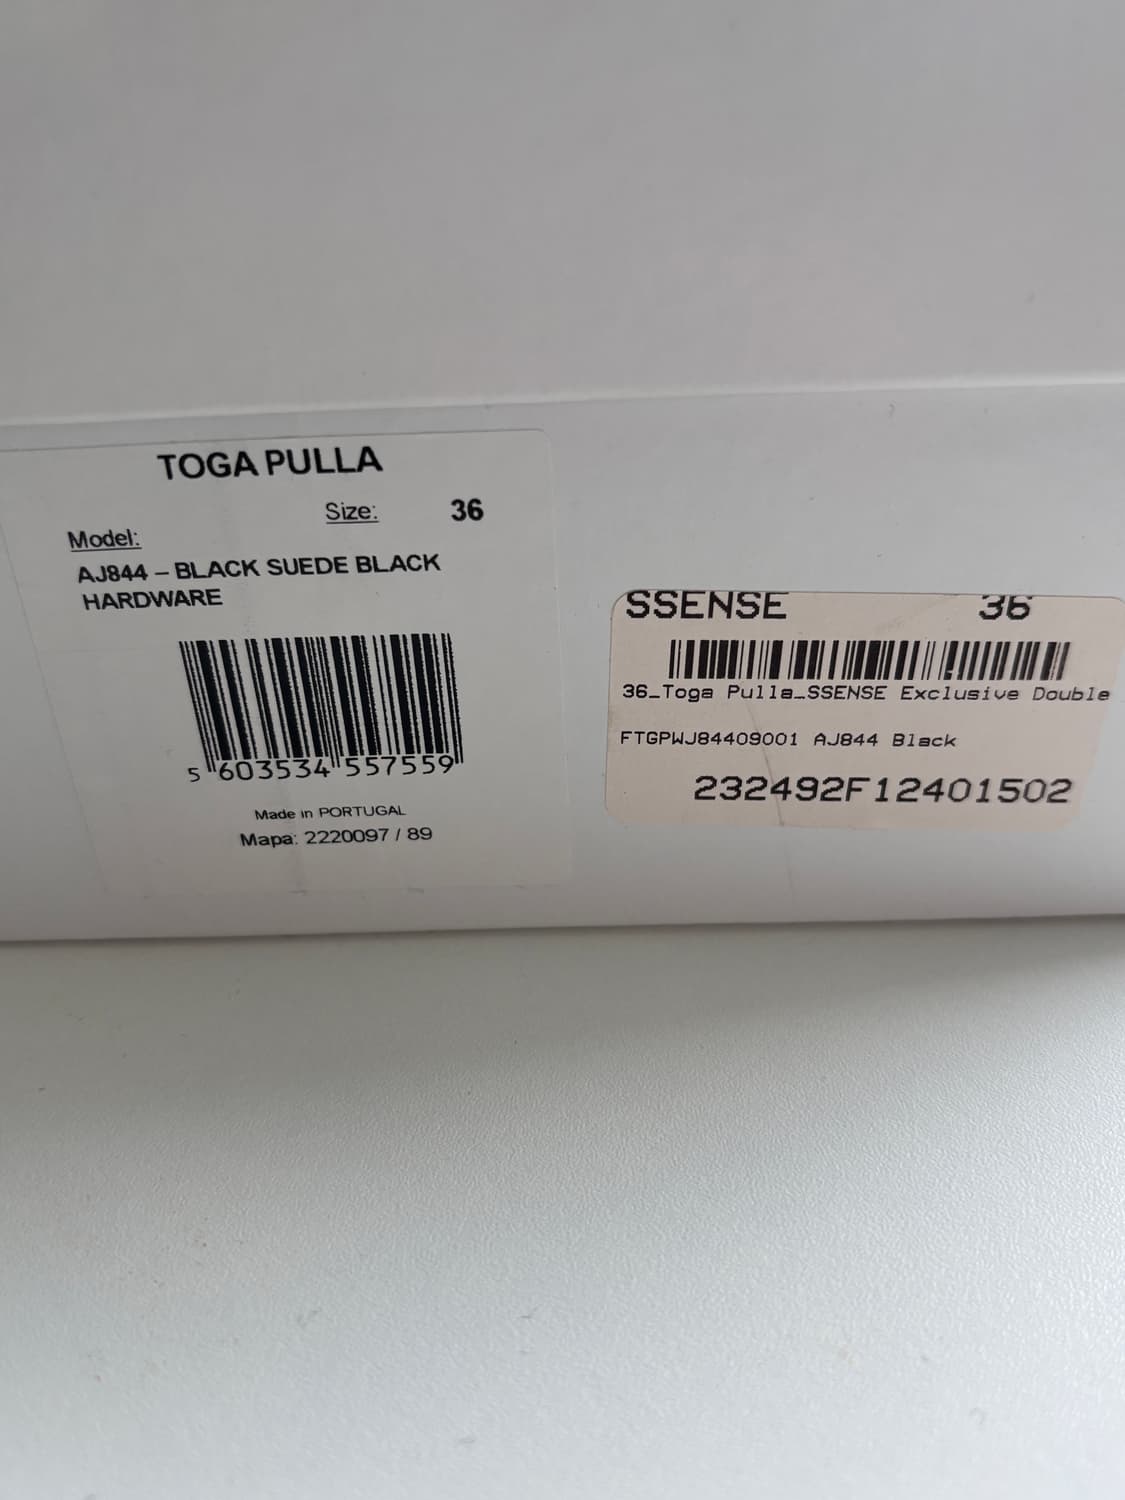 TOGA PULLA
Size: 36
Model:
AJ844 – BLACK SUEDE BLACK
HARDWARE
5 603534 557559
Made in PORTUGAL
Mapa: 2220097 / 89
SSENSE 36
36_Toga Pulla_SSENSE Exclusive Double
FTGPWJ84409001 AJ844 Black
232492F12401502